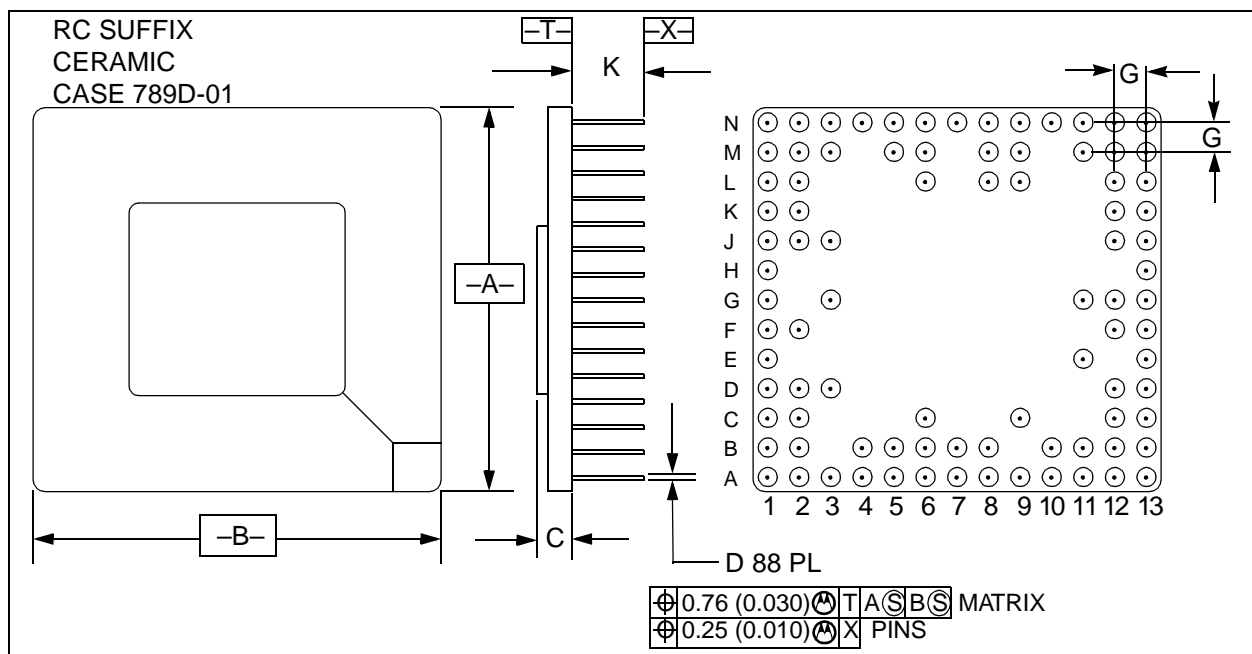 RC SUFFIX
CERAMIC
CASE 789D-01
–T–
K
–X–
G
G
–A–
–B–
C
N
M
L
K
J
H
G
F
E
D
C
B
A
1 2 3 4 5 6 7 8 9 10 11 12 13
D 88 PL
⌖ 0.76 (0.030) Ⓜ T A Ⓢ B Ⓢ MATRIX
⌖ 0.25 (0.010) Ⓜ X PINS